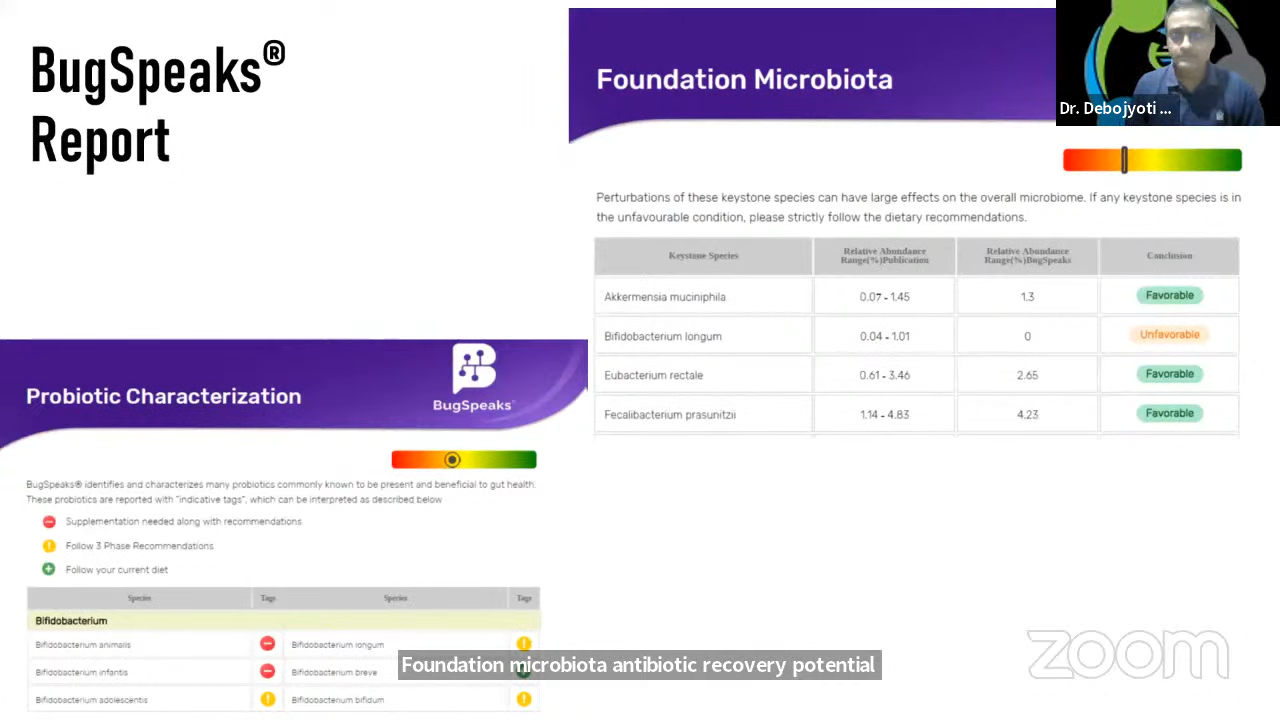 BugSpeaks®
Report
Foundation Microbiota
Dr. Debojyoti ...
Perturbations of these keystone species can have large effects on the overall microbiome. If any keystone species is in
the unfavourable condition, please strictly follow the dietary recommendations.
Keystone Species
Relative Abundance
Range(%)Publication
Relative Abundance
Range(%)BugSpeaks
Conclusion
Akkermensia muciniphila
0.07 - 1.45
1.3
Favorable
Bifidobacterium longum
0.04 - 1.01
0
Unfavorable
Eubacterium rectale
0.61 - 3.46
2.65
Favorable
Fecalibacterium prasunitzii
1.14 - 4.83
4.23
Favorable
Probiotic Characterization
BugSpeaks™
BugSpeaks® identifies and characterizes many probiotics commonly known to be present and beneficial to gut health.
These probiotics are reported with "indicative tags", which can be interpreted as described below
Supplementation needed along with recommendations
Follow 3 Phase Recommendations
Follow your current diet
Species
Tags
Species
Tags
Bifidobacterium
Bifidobacterium animalis
Bifidobacterium longum
Bifidobacterium infantis
Bifidobacterium breve
Bifidobacterium adolescentis
Bifidobacterium bifidum
Foundation microbiota antibiotic recovery potential
zoom